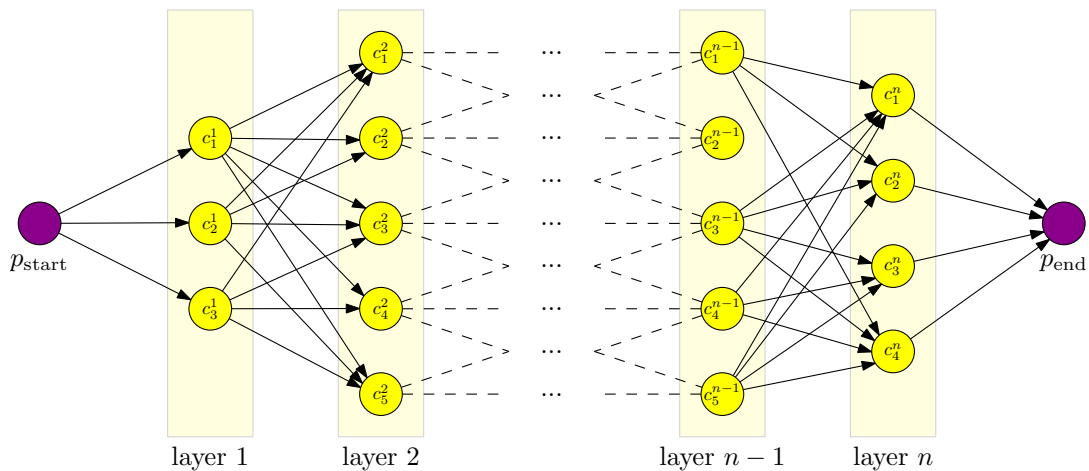 p_start
c_1^1
c_2^1
c_3^1
layer 1
c_1^2
c_2^2
c_3^2
c_4^2
c_5^2
layer 2
...
...
...
...
...
...
...
...
...
c_1^{n-1}
c_2^{n-1}
c_3^{n-1}
c_4^{n-1}
c_5^{n-1}
layer n − 1
c_1^n
c_2^n
c_3^n
c_4^n
layer n
p_end